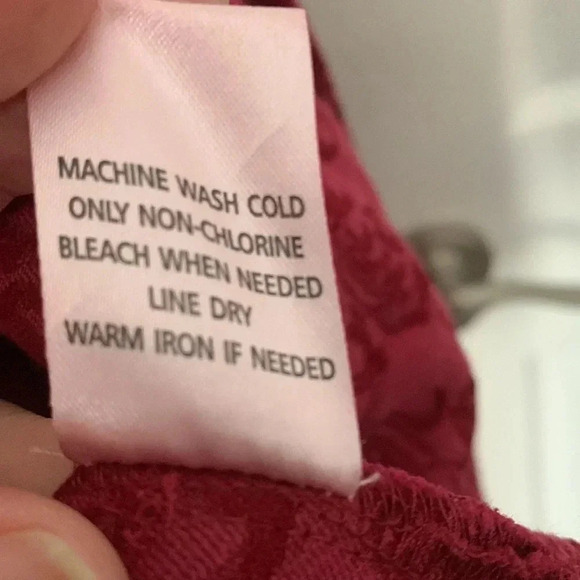 MACHINE WASH COLD
ONLY NON-CHLORINE
BLEACH WHEN NEEDED
LINE DRY
WARM IRON IF NEEDED